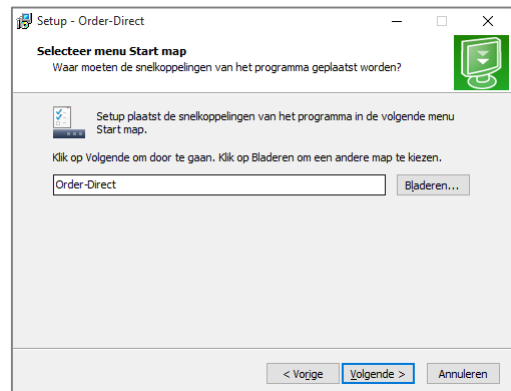 Setup - Order-Direct
Selecteer menu Start map
Waar moeten de snelkoppelingen van het programma geplaatst worden?
Setup plaatst de snelkoppelingen van het programma in de volgende menu
Start map.
Klik op Volgende om door te gaan. Klik op Bladeren om een andere map te kiezen.
Order-Direct
Bladeren...
< Vorige
Volgende >
Annuleren